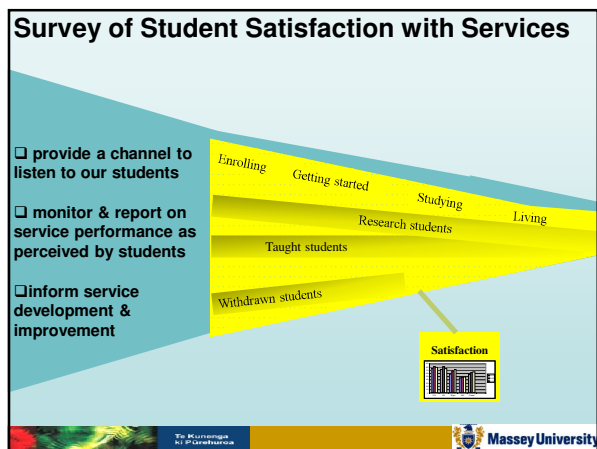 Survey of Student Satisfaction with Services
❑ provide a channel to
listen to our students
❑ monitor & report on
service performance as
perceived by students
❑inform service
development &
improvement
Enrolling
Getting started
Studying
Living
Research students
Taught students
Withdrawn students
Satisfaction
Te Kunenga
ki Pūrehuroa
Massey University